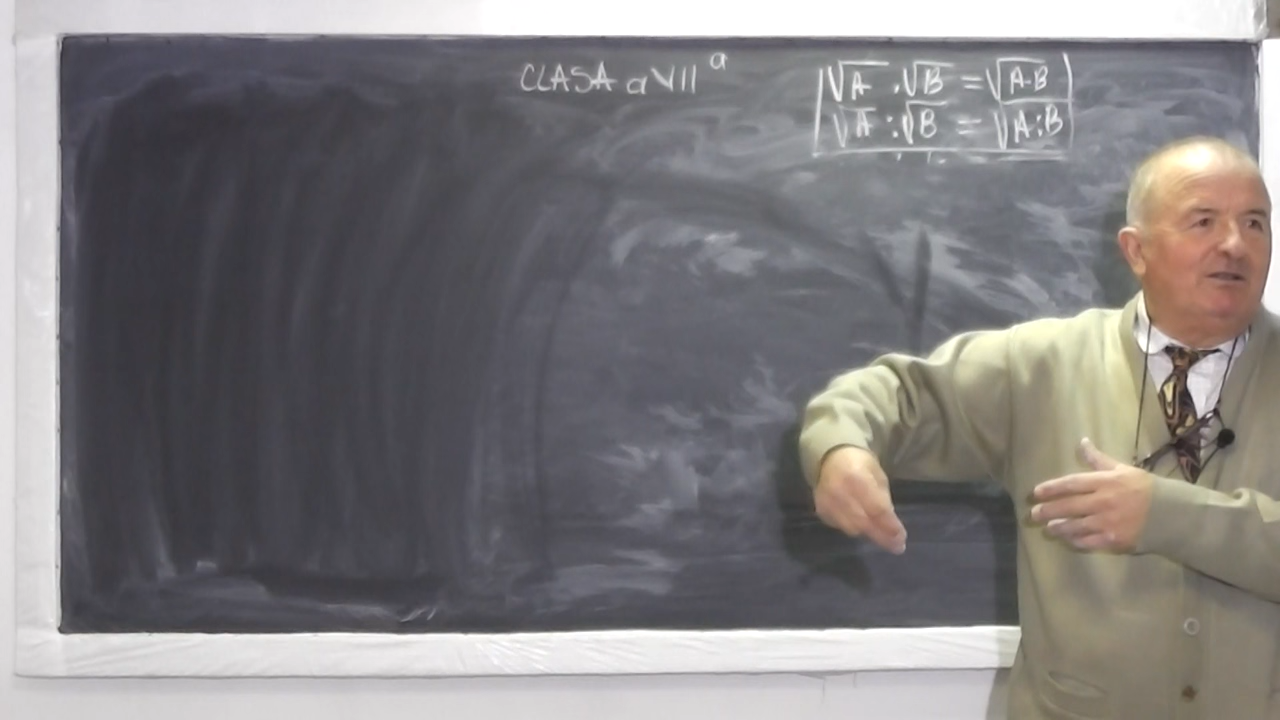 CLASA a VII a
√A · √B = √A·B
√A : √B = √A:B